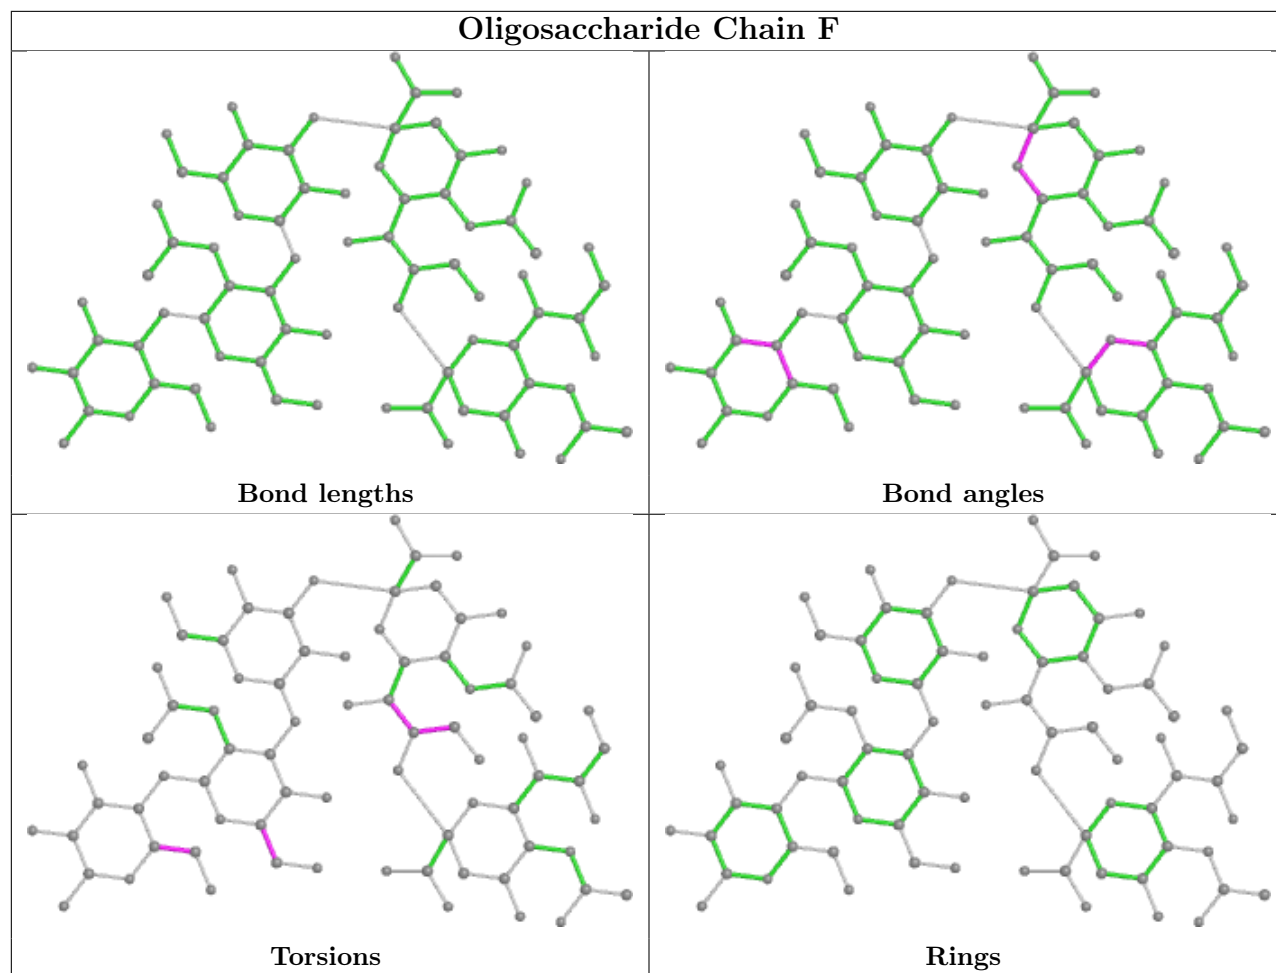 Oligosaccharide Chain F
Bond lengths
Bond angles
Torsions
Rings